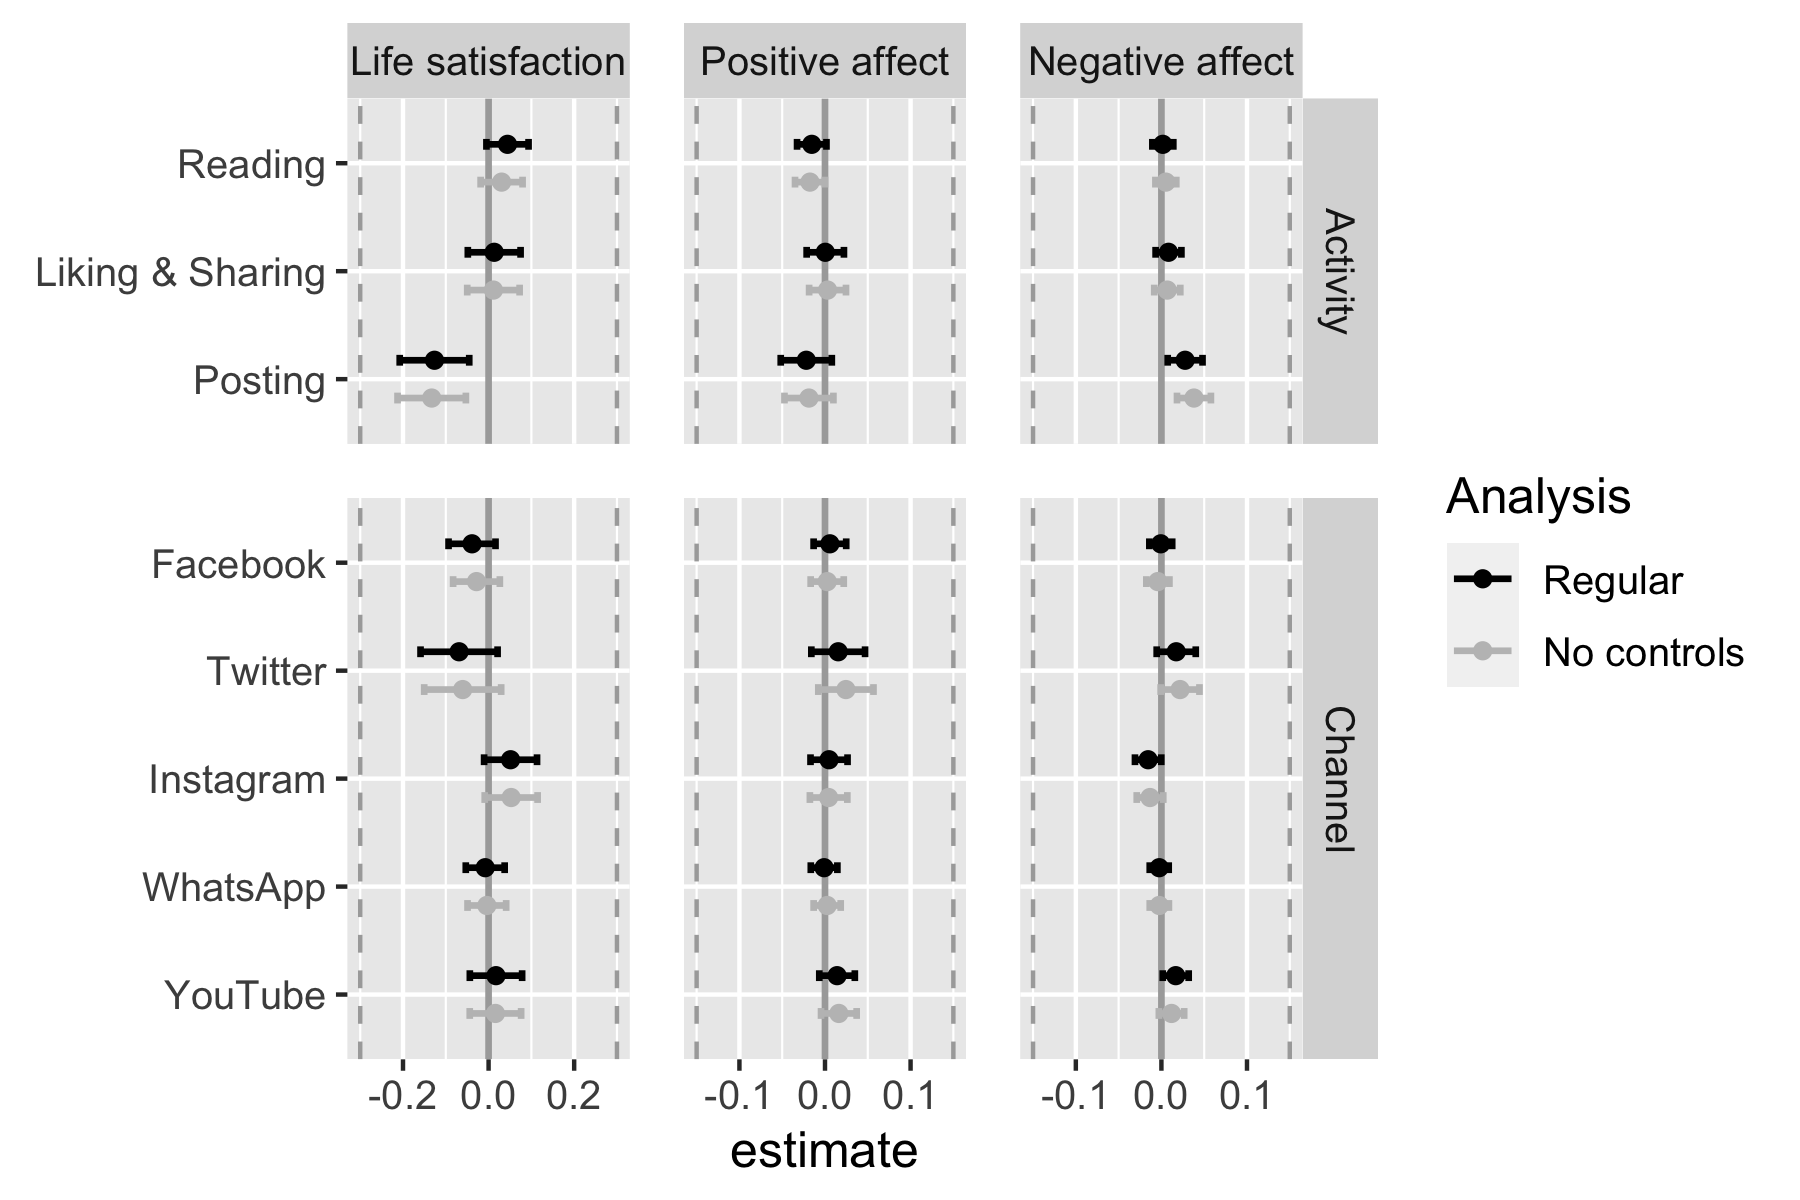 Life satisfaction
Positive affect
Negative affect
Reading
Liking & Sharing
Posting
Activity
Facebook
Twitter
Instagram
WhatsApp
YouTube
Channel
-0.2 0.0 0.2
-0.1 0.0 0.1
-0.1 0.0 0.1
estimate
Analysis
Regular
No controls